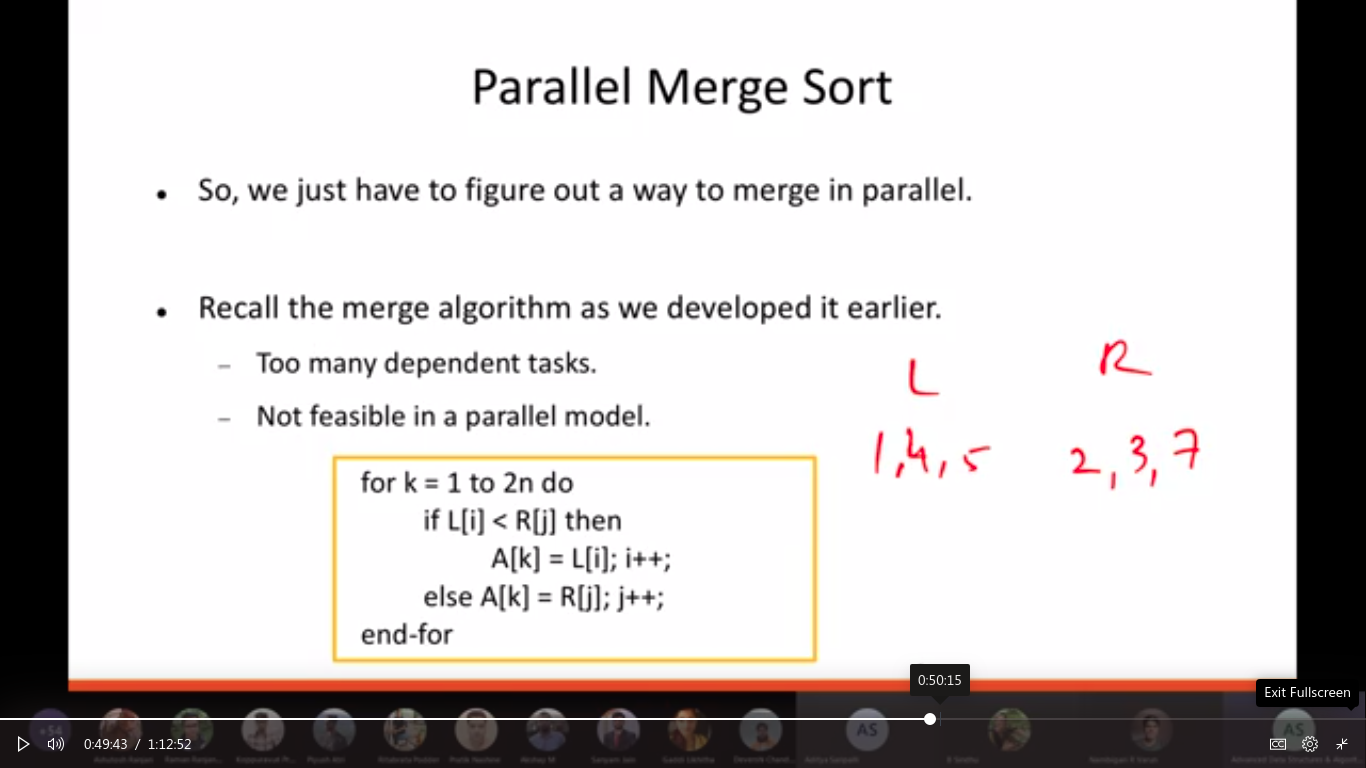 Parallel Merge Sort
• So, we just have to figure out a way to merge in parallel.
• Recall the merge algorithm as we developed it earlier.
– Too many dependent tasks.
– Not feasible in a parallel model.
L R
1,4,5 2,3,7
for k = 1 to 2n do
if L[i] < R[j] then
A[k] = L[i]; i++;
else A[k] = R[j]; j++;
end-for
0:50:15
Exit Fullscreen
AS AS
0:49:43 / 1:12:52
CC